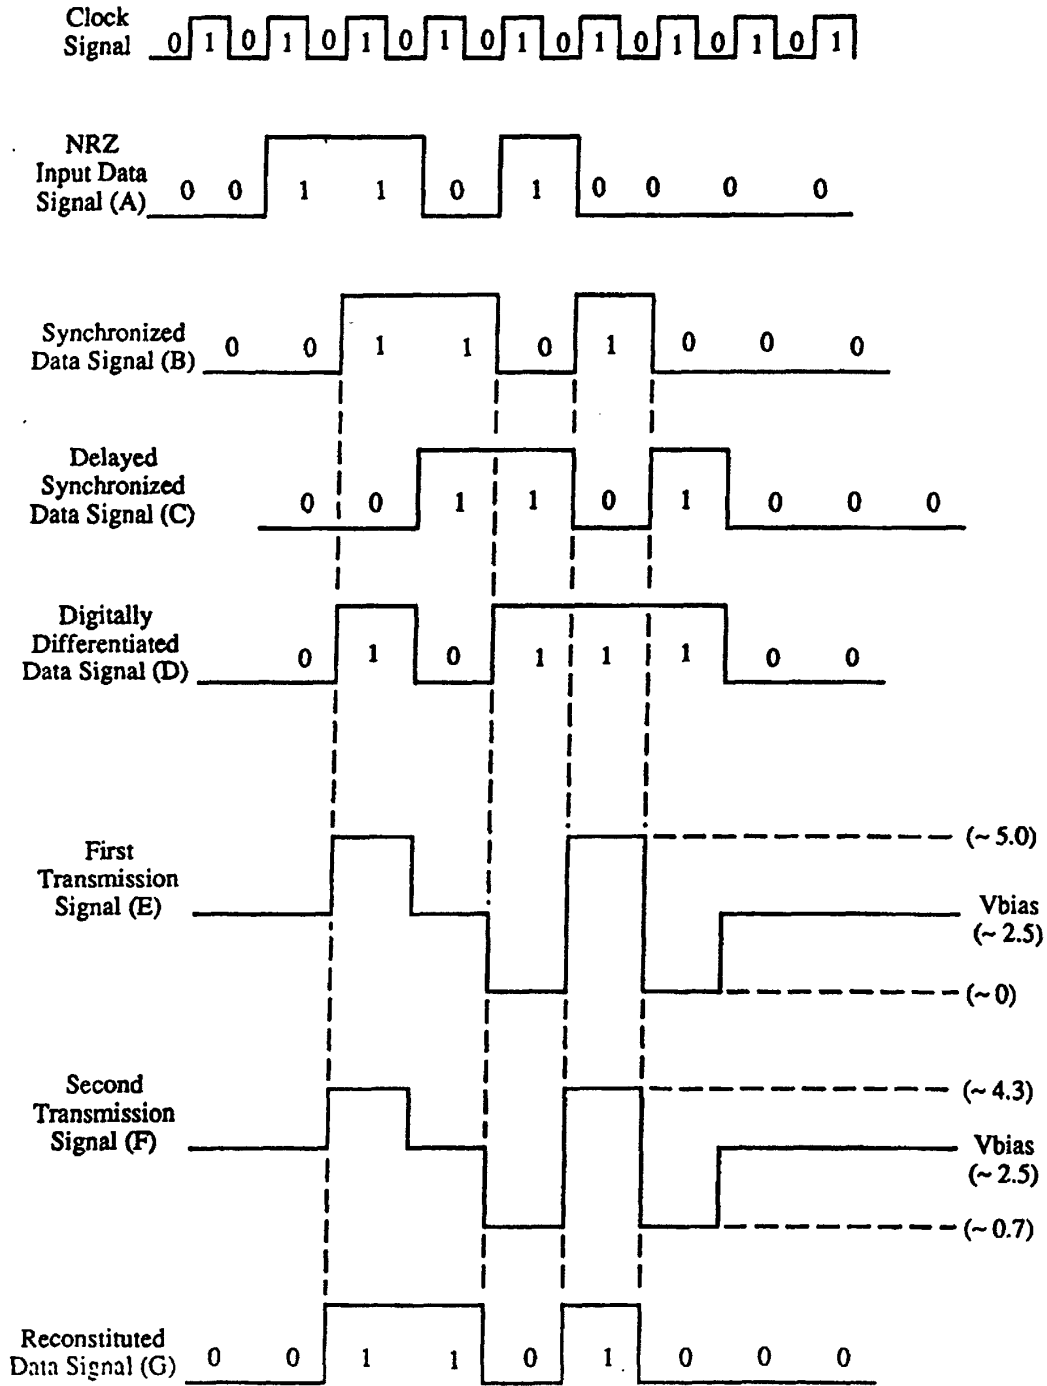 Clock
Signal
0 1 0 1 0 1 0 1 0 1 0 1 0 1 0 1 0 1
NRZ
Input Data
Signal (A)
0 0 1 1 0 1 0 0 0 0
Synchronized
Data Signal (B)
0 0 1 1 0 1 0 0 0
Delayed
Synchronized
Data Signal (C)
0 0 1 1 0 1 0 0 0
Digitally
Differentiated
Data Signal (D)
0 1 0 1 1 1 0 0
First
Transmission
Signal (E)
(~ 5.0)
Vbias
(~ 2.5)
(~ 0)
Second
Transmission
Signal (F)
(~ 4.3)
Vbias
(~ 2.5)
(~ 0.7)
Reconstituted
Data Signal (G)
0 0 1 1 0 1 0 0 0